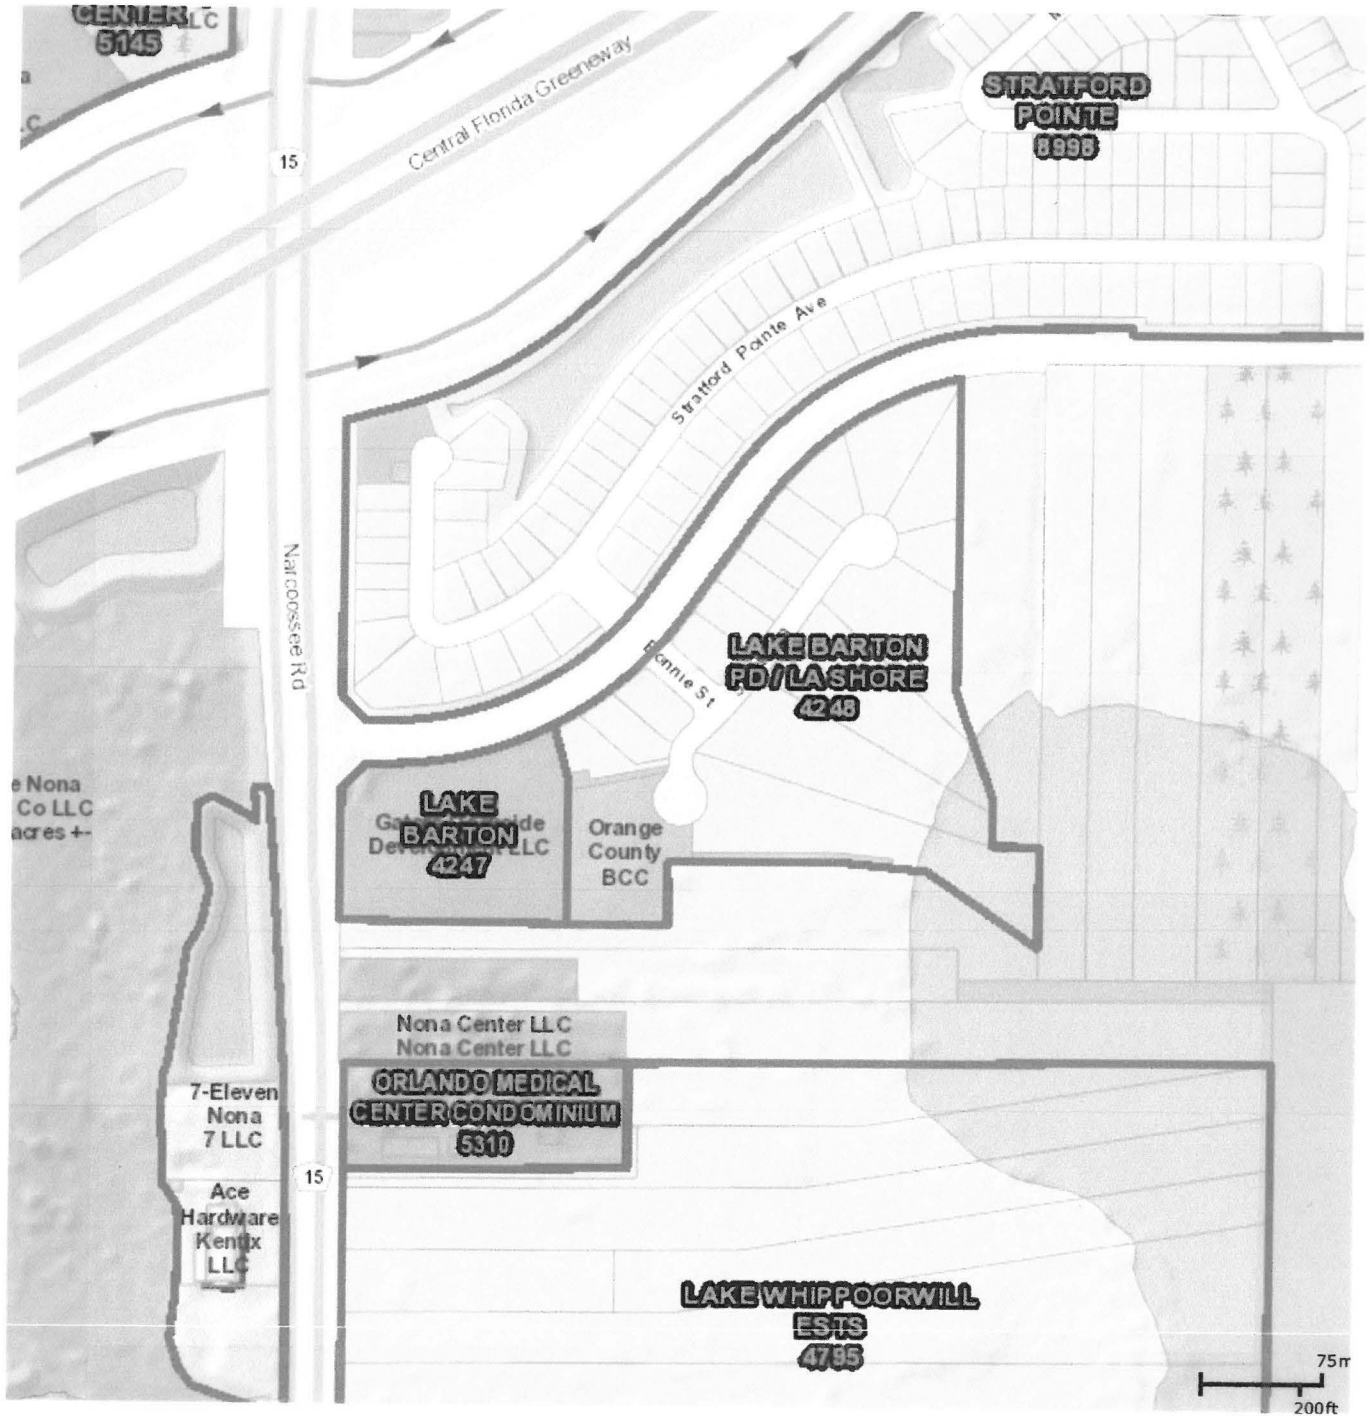 CENTER
LLC
5145
Central Florida Greeneway
15
STRATFORD
POINTE
8998
Stratford Pointe Ave
Narcoossee Rd
Bonnie St
LAKE BARTON
PD / LA SHORE
4248
e Nona
Co LLC
acres +-
LAKE
BARTON
4247
LLC
Orange
County
BCC
Nona Center LLC
Nona Center LLC
ORLANDO MEDICAL
CENTER CONDOMINIUM
5310
7-Eleven
Nona
7 LLC
15
Ace
Hardware
Kentix
LLC
LAKE WHIPPOORWILL
ESTS
4795
75m
200ft